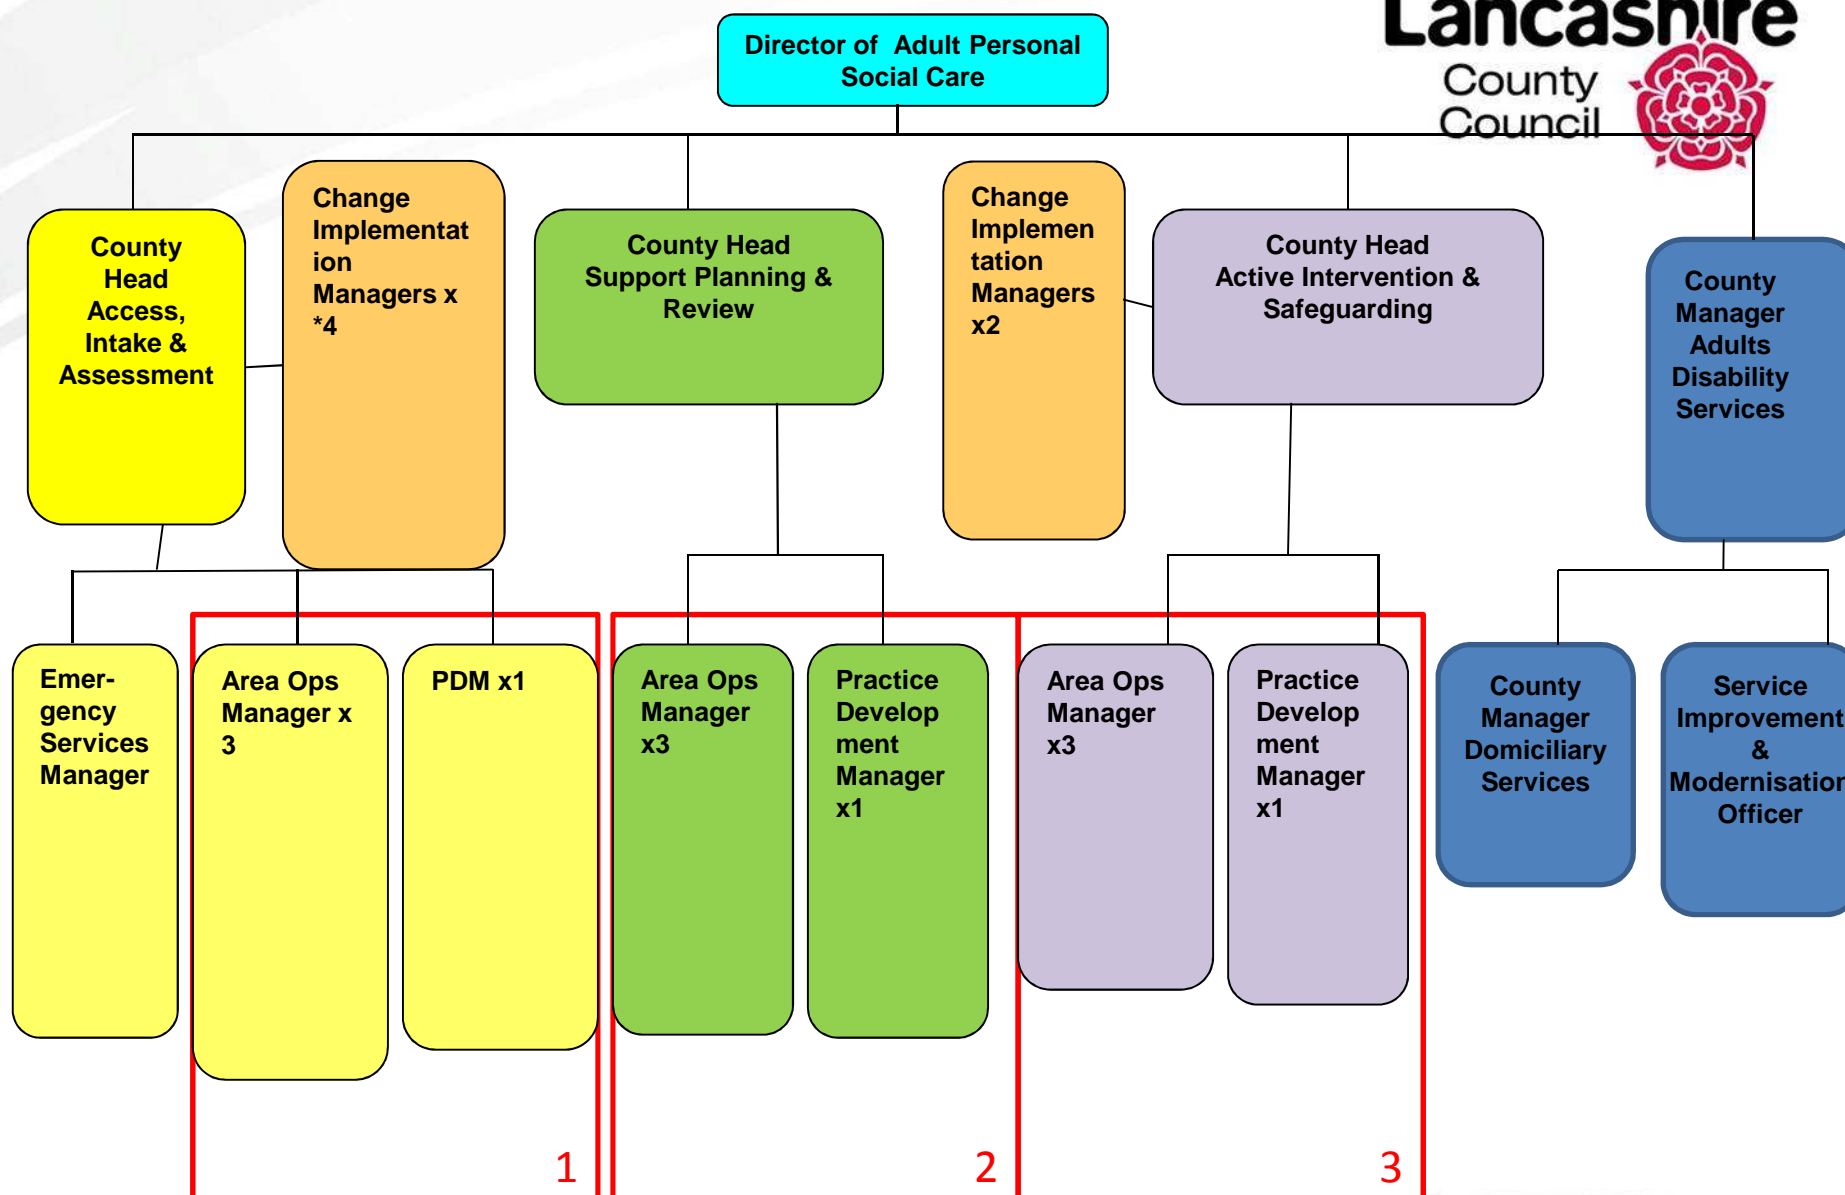 Lancashire
County
Council
Director of Adult Personal
Social Care
County
Head
Access,
Intake &
Assessment
Change
Implementat
ion
Managers x
*4
County Head
Support Planning &
Review
Change
Implemen
tation
Managers
x2
County Head
Active Intervention &
Safeguarding
County
Manager
Adults
Disability
Services
Emer-
gency
Services
Manager
Area Ops
Manager x
3
PDM x1
Area Ops
Manager
x3
Practice
Develop
ment
Manager
x1
Area Ops
Manager
x3
Practice
Develop
ment
Manager
x1
County
Manager
Domiciliary
Services
Service
Improvement
&
Modernisation
Officer
1
2
3